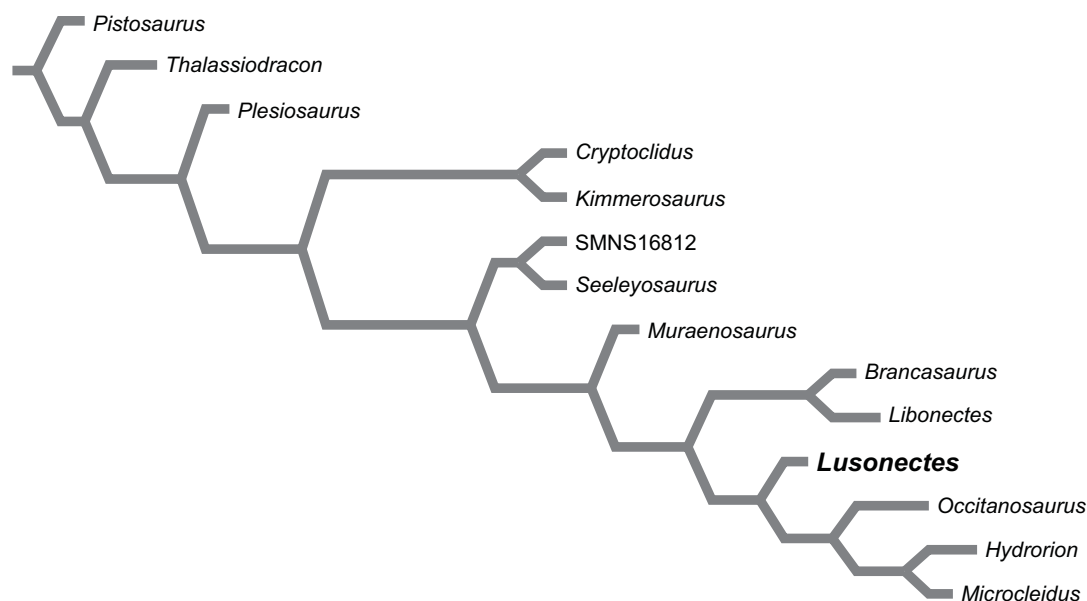 Pistosaurus
Thalassiodracon
Plesiosaurus
Cryptoclidus
Kimmerosaurus
SMNS16812
Seeleyosaurus
Muraenosaurus
Brancasaurus
Libonectes
Lusonectes
Occitanosaurus
Hydrorion
Microcleidus